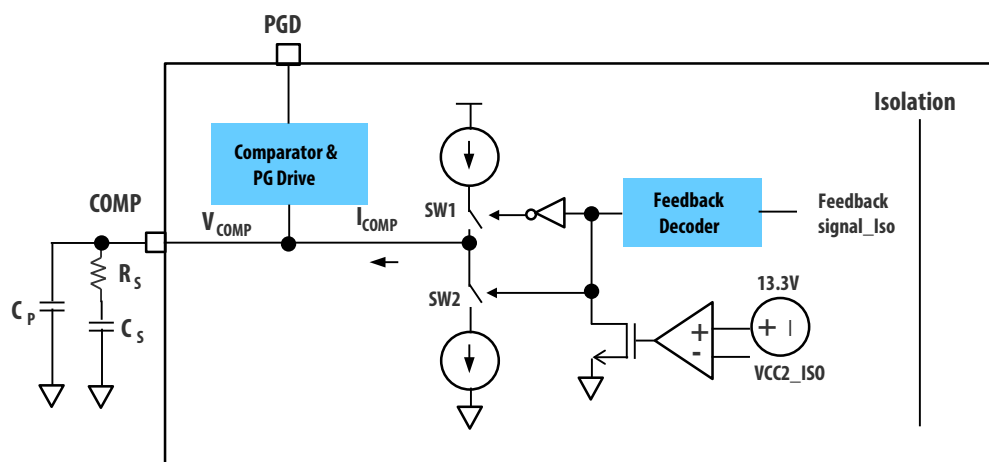 PGD
Isolation
Comparator &
PG Drive
COMP
SW1
Feedback
Decoder
Feedback
signal_Iso
VCOMP
ICOMP
RS
SW2
13.3V
CP
CS
+
-
+ –
VCC2_ISO